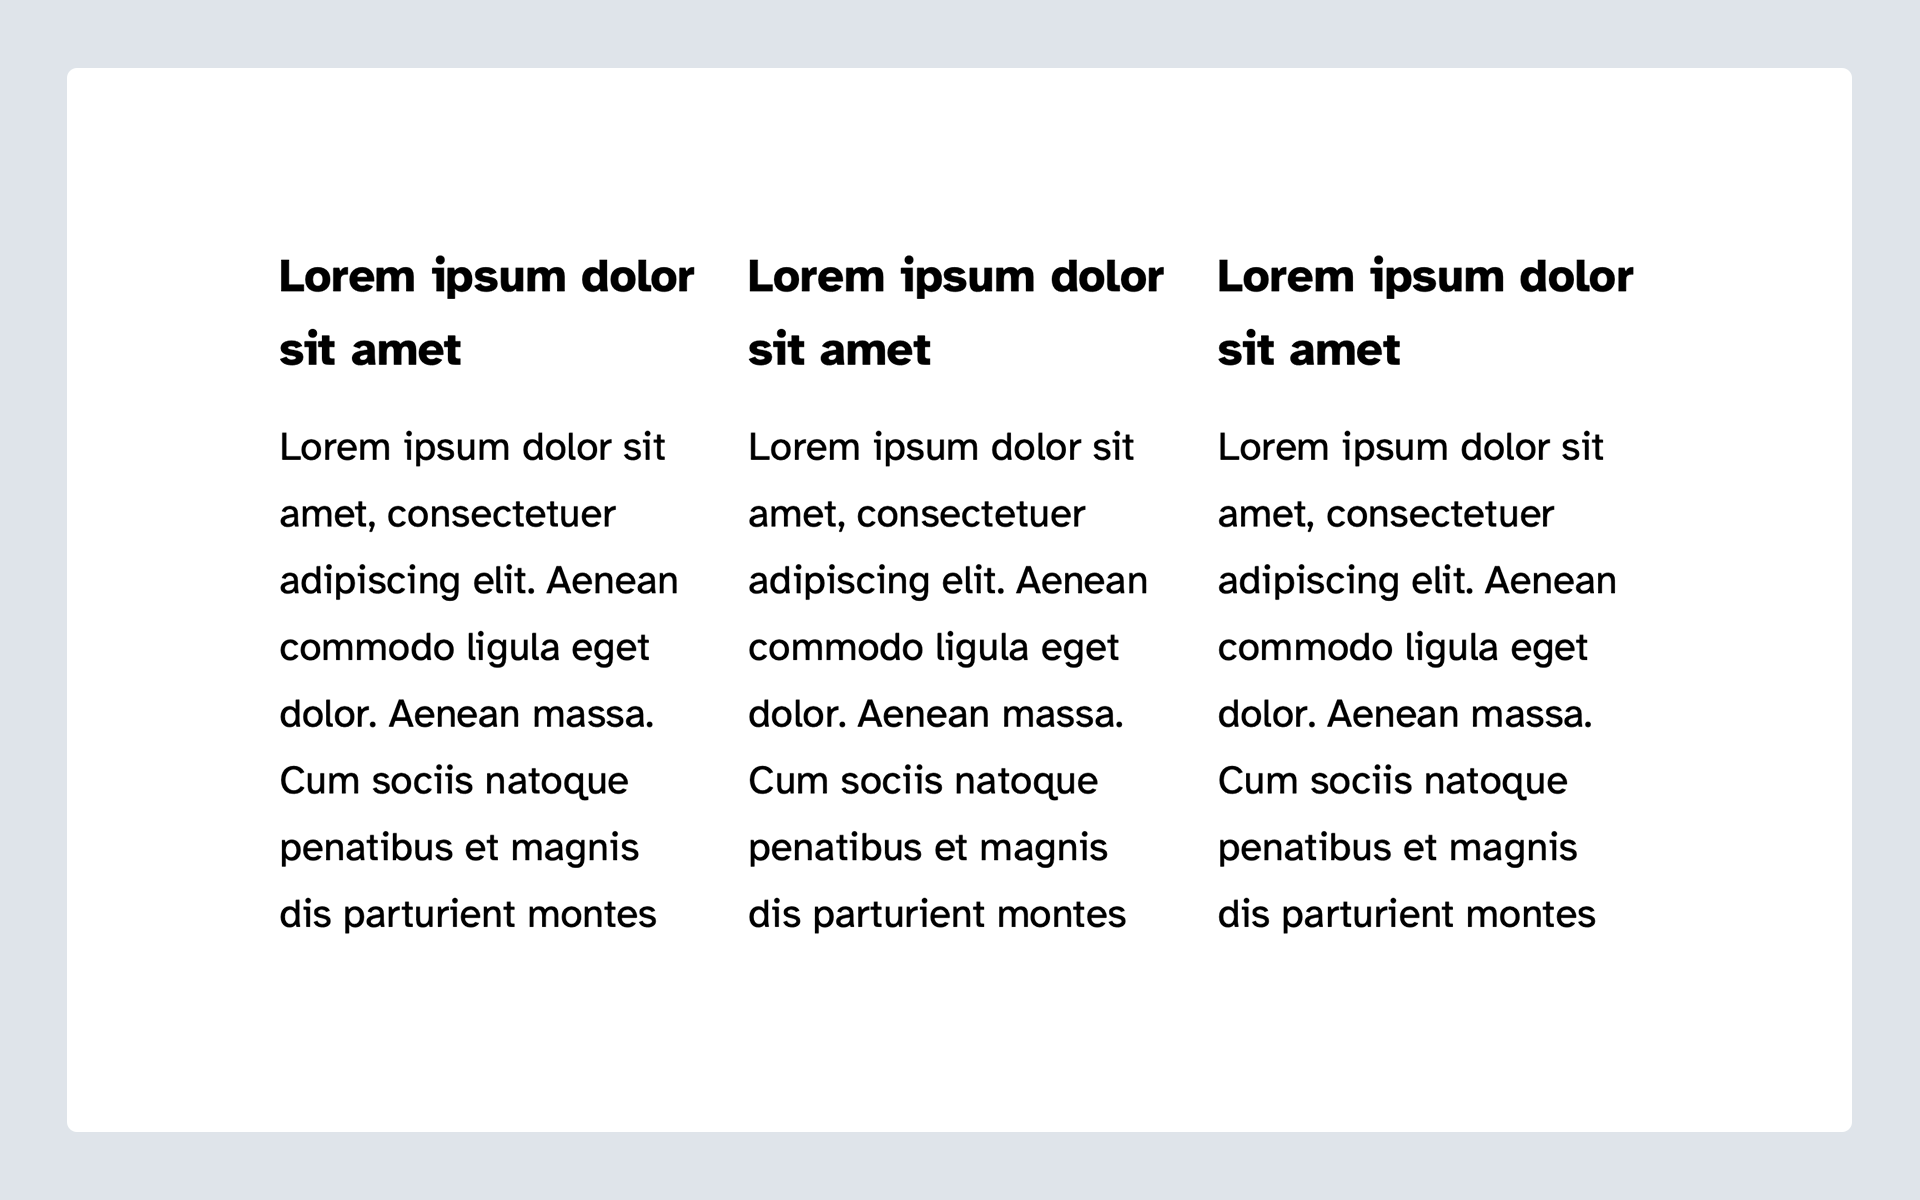 Lorem ipsum dolor
sit amet
Lorem ipsum dolor sit
amet, consectetuer
adipiscing elit. Aenean
commodo ligula eget
dolor. Aenean massa.
Cum sociis natoque
penatibus et magnis
dis parturient montes
Lorem ipsum dolor
sit amet
Lorem ipsum dolor sit
amet, consectetuer
adipiscing elit. Aenean
commodo ligula eget
dolor. Aenean massa.
Cum sociis natoque
penatibus et magnis
dis parturient montes
Lorem ipsum dolor
sit amet
Lorem ipsum dolor sit
amet, consectetuer
adipiscing elit. Aenean
commodo ligula eget
dolor. Aenean massa.
Cum sociis natoque
penatibus et magnis
dis parturient montes